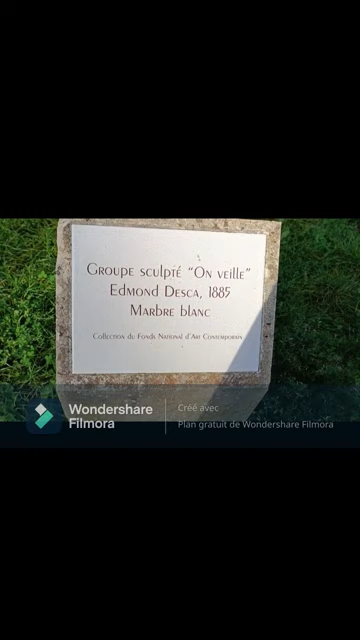 Groupe sculpté "On veille"
Edmond Desca, 1885
Marbre blanc
Collection du Fonds National d'Art Contemporain
Wondershare
Filmora
Créé avec
Plan gratuit de Wondershare Filmora